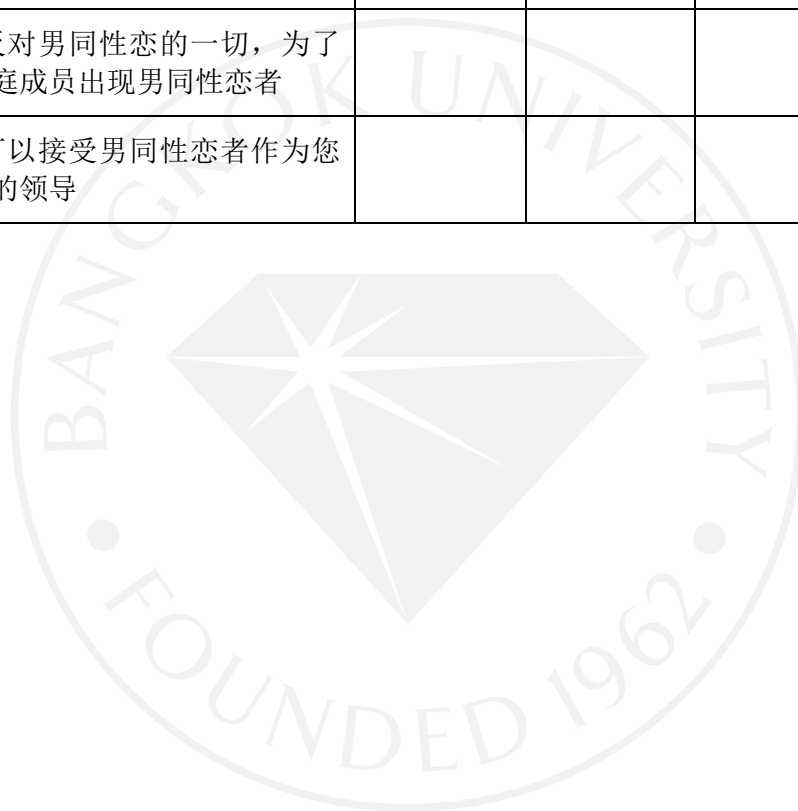 反对男同性恋的一切，为了
庭成员出现男同性恋者
可以接受男同性恋者作为您
的领导
BANGKOK UNIVERSITY
FOUNDED 1962